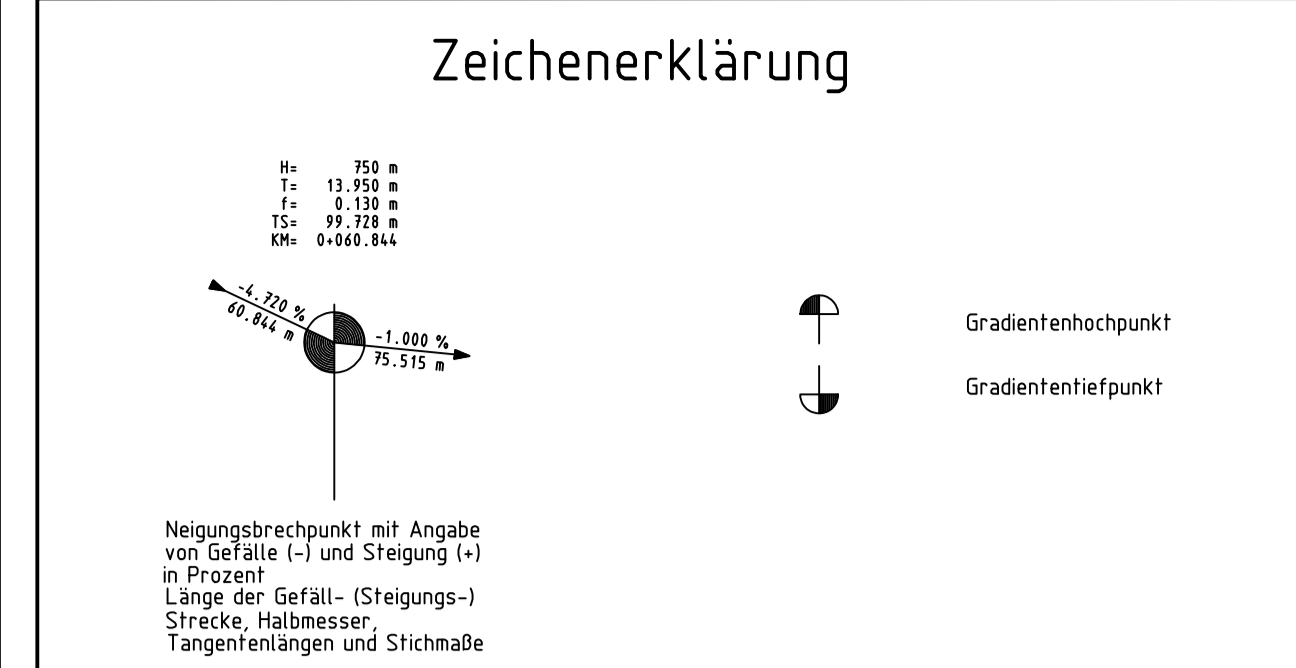 Zeichenerklärung
H= 750 m
T= 13.950 m
f= 0.130 m
TS= 99.728 m
KM= 0+060.844
-4.720 %
60.844 m
-1.000 %
75.515 m
Gradientenhochpunkt
Gradiententiefpunkt
Neigungsbrechpunkt mit Angabe
von Gefälle (-) und Steigung (+)
in Prozent
Länge der Gefäll- (Steigungs-)
Strecke, Halbmesser,
Tangentenlängen und Stichmaße